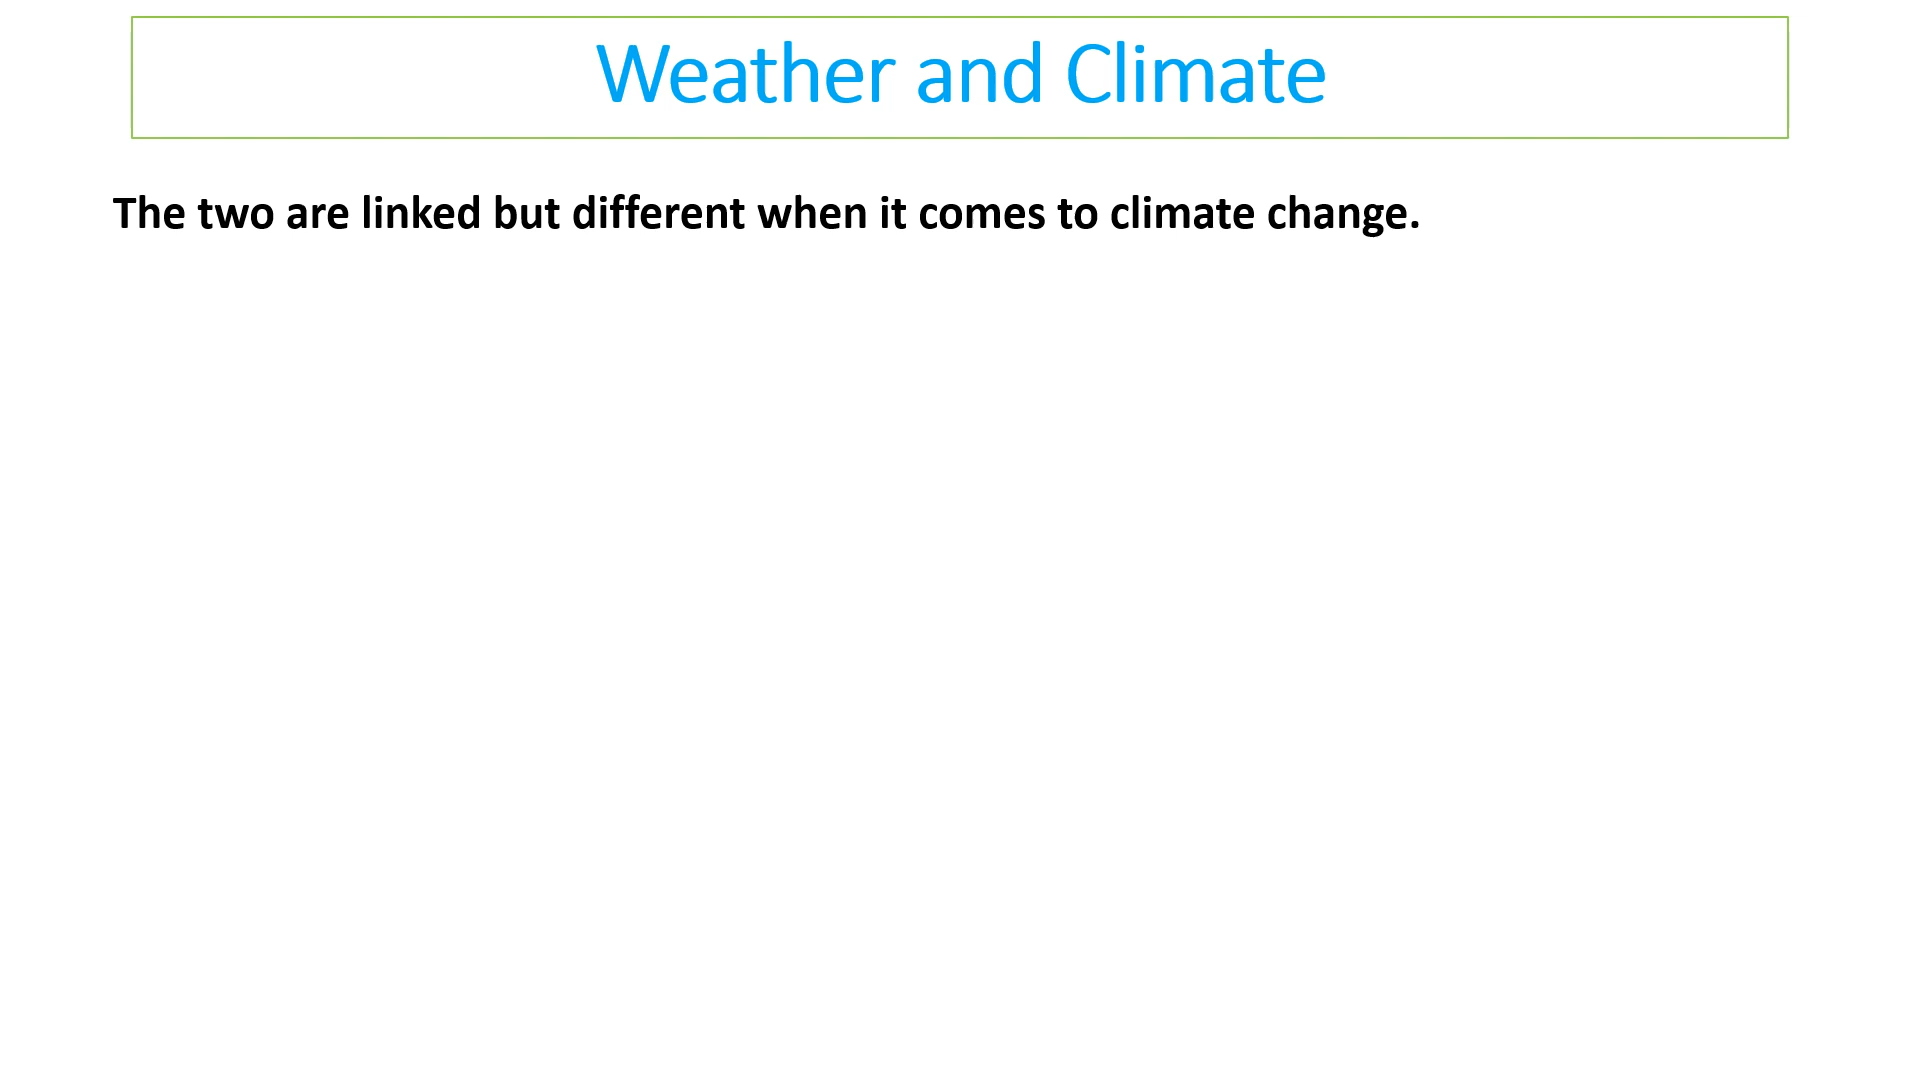 Weather and Climate
The two are linked but different when it comes to climate change.